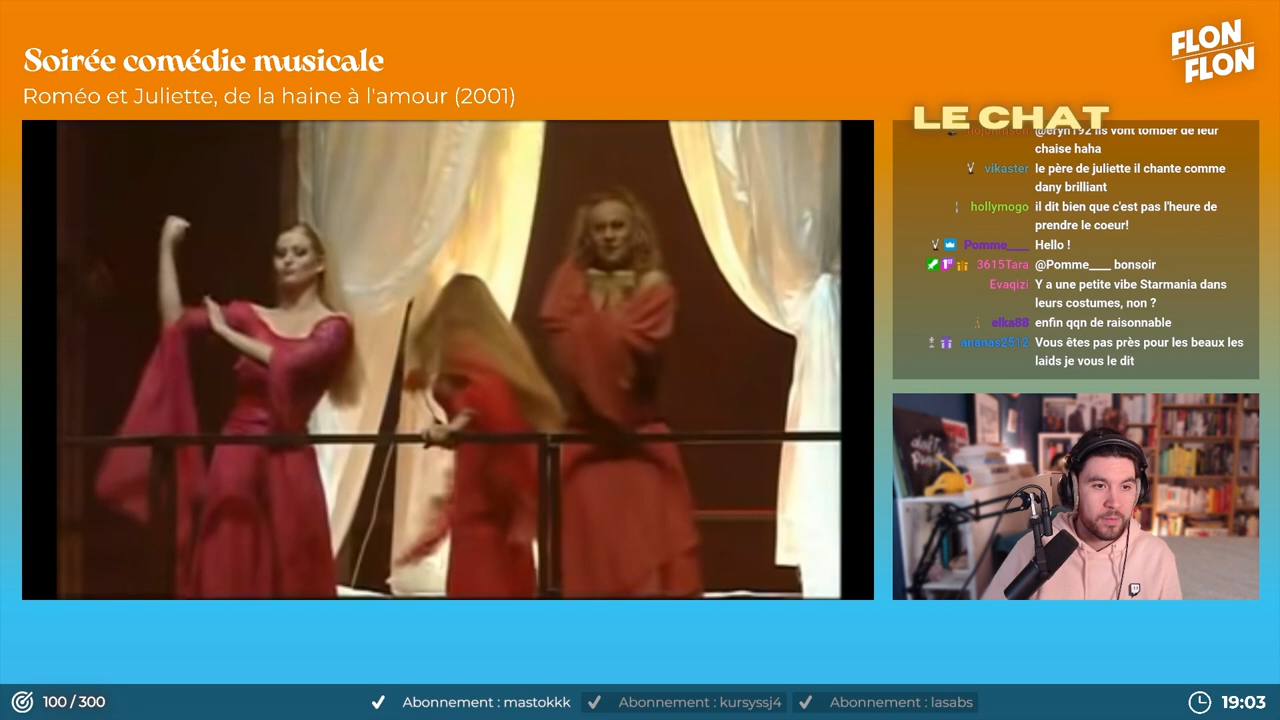 Soirée comédie musicale
Roméo et Juliette, de la haine à l'amour (2001)
FLON
FLON
LE CHAT
@eryn192 ils vont tomber de leur
chaise haha
vikaster le père de juliette il chante comme
dany brilliant
hollymogo il dit bien que c'est pas l'heure de
prendre le coeur!
Pomme____ Hello !
3615Tara @Pomme____ bonsoir
Evaqizi Y a une petite vibe Starmania dans
leurs costumes, non ?
elka88 enfin qqn de raisonnable
ananas2512 Vous êtes pas près pour les beaux les
laids je vous le dit
100 / 300
Abonnement : mastokkk
Abonnement : kursyssj4
Abonnement : lasabs
19:03